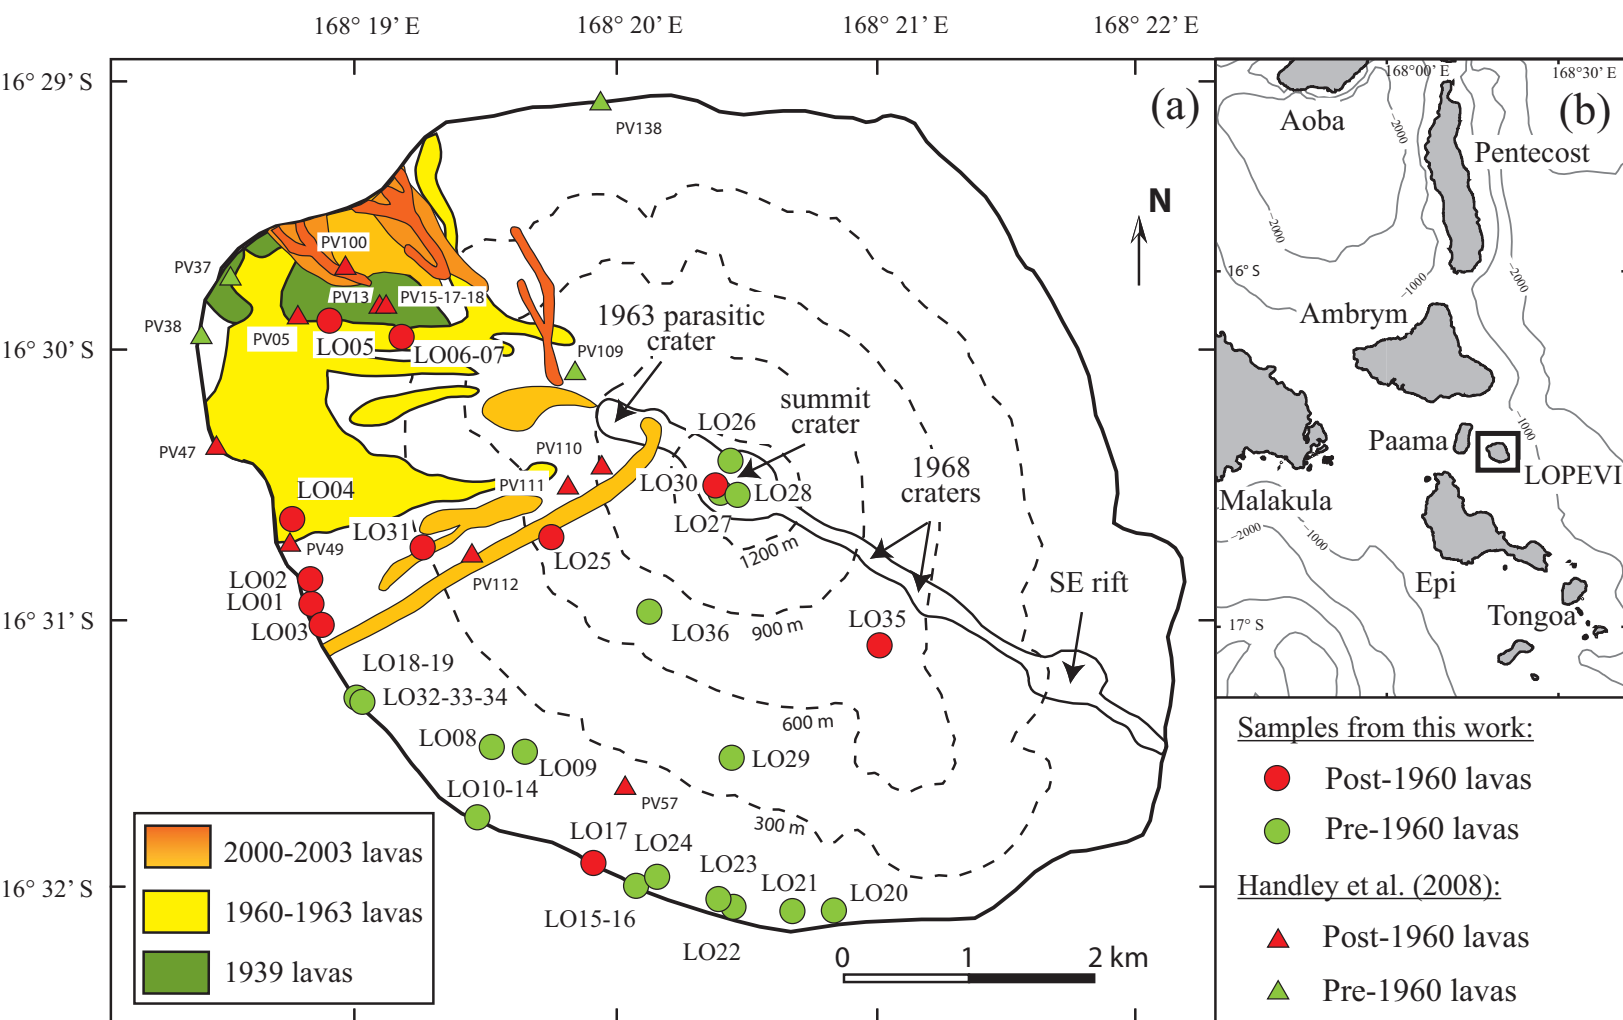 168° 19' E
168° 20' E
168° 21' E
168° 22' E
16° 29' S
16° 30' S
16° 31' S
16° 32' S
(a)
N
PV138
PV100
PV37
PV13
PV15-17-18
PV38
PV05
LO05
LO06-07
1963 parasitic
crater
PV109
summit
crater
LO26
PV47
PV110
PV111
LO30
LO28
LO27
1968
craters
LO04
LO31
PV49
LO25
1200 m
LO02
LO01
LO03
PV112
SE rift
LO36
900 m
LO35
LO18-19
LO32-33-34
600 m
LO08
LO09
LO29
LO10-14
PV57
300 m
LO17
LO24
LO23
LO21
LO20
LO15-16
LO22
2000-2003 lavas
1960-1963 lavas
1939 lavas
0
1
2 km
168°00' E
168°30' E
(b)
Aoba
−2000
Pentecost
−2000
16° S
−1000
−2000
Ambrym
Paama
−1000
LOPEVI
Malakula
−2000
−1000
Epi
Tongoa
17° S
Samples from this work:
Post-1960 lavas
Pre-1960 lavas
Handley et al. (2008):
Post-1960 lavas
Pre-1960 lavas